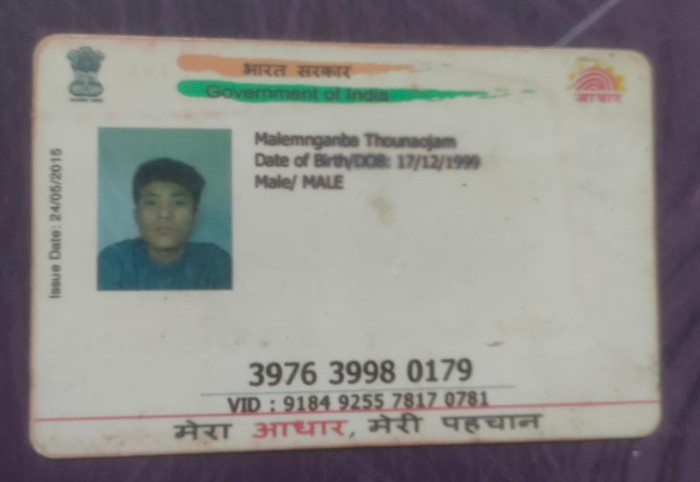 भारत सरकार
Government of India
आधार
Issue Date: 24/05/2015
Malemnganba Thounaojam
Date of Birth/DOB: 17/12/1999
Male/ MALE
3976 3998 0179
VID : 9184 9255 7817 0781
मेरा आधार, मेरी पहचान